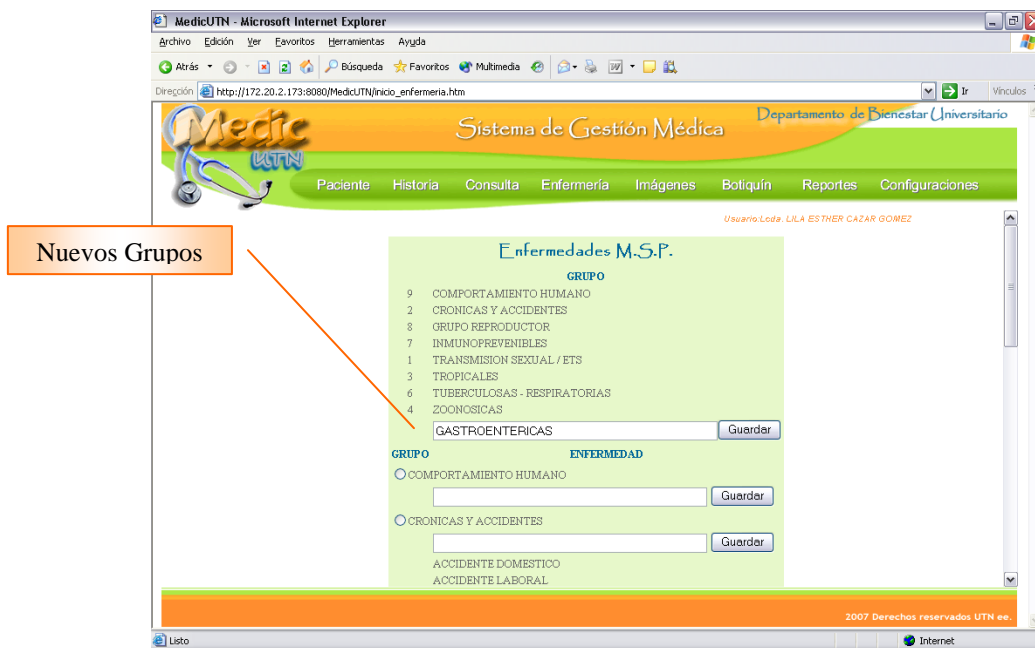 MedicUTN - Microsoft Internet Explorer
Archivo Edición Ver Favoritos Herramientas Ayuda
Atrás Búsqueda Favoritos Multimedia
Dirección http://172.20.2.173:8080/MedicUTN/inicio_enfermeria.htm Ir Vínculos
Medic UTN
Sistema de Gestión Médica
Departamento de Bienestar Universitario
Paciente Historia Consulta Enfermería Imágenes Botiquín Reportes Configuraciones
Usuario:Lcda. LILA ESTHER CAZAR GOMEZ
Nuevos Grupos
Enfermedades M.S.P.
GRUPO
9 COMPORTAMIENTO HUMANO
2 CRONICAS Y ACCIDENTES
8 GRUPO REPRODUCTOR
7 INMUNOPREVENIBLES
1 TRANSMISION SEXUAL / ETS
3 TROPICALES
6 TUBERCULOSAS - RESPIRATORIAS
4 ZOONOSICAS
GASTROENTERICAS Guardar
GRUPO ENFERMEDAD
COMPORTAMIENTO HUMANO
Guardar
CRONICAS Y ACCIDENTES
Guardar
ACCIDENTE DOMESTICO
ACCIDENTE LABORAL
2007 Derechos reservados UTN ee.
Listo Internet